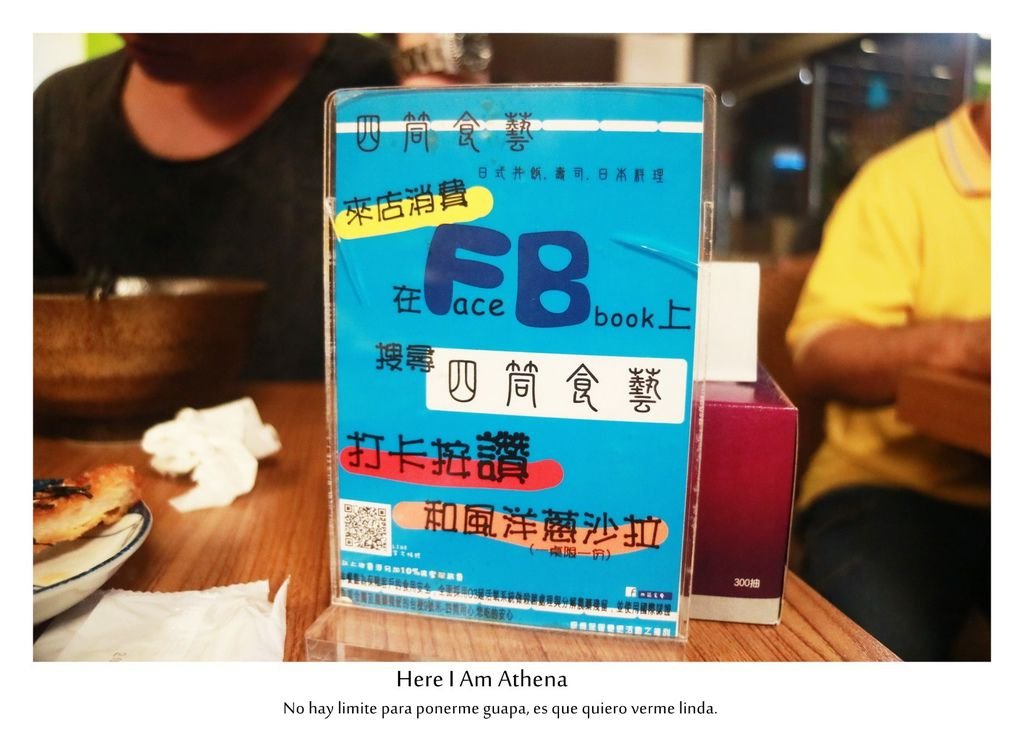 四筒食藝
日式丼飯.壽司.日本料理
來店消費
在Face Book上
搜尋 四筒食藝
打卡按讚
和風洋蔥沙拉
(一桌限一份)
LINE
300抽
Here I Am Athena
No hay limite para ponerme guapa, es que quiero verme linda.